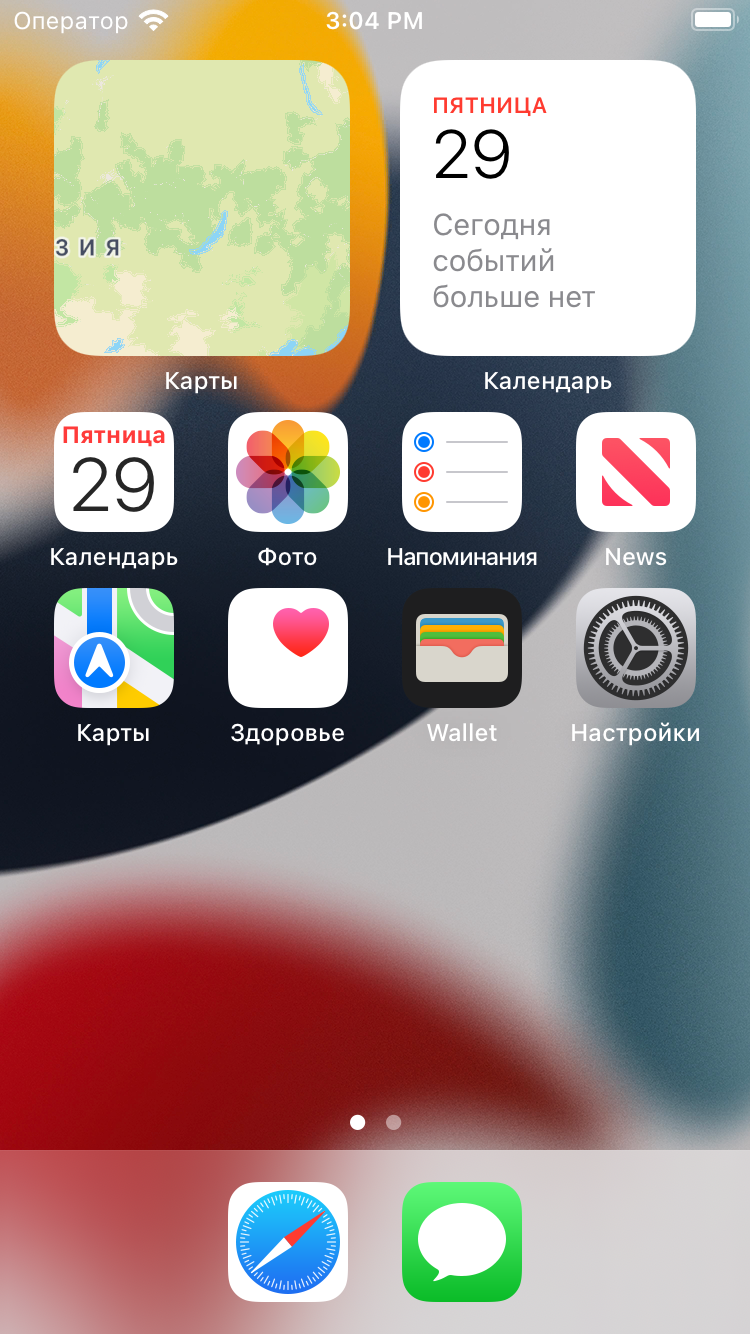 Оператор 3:04 PM
ЗИЯ
ПЯТНИЦА
29
Сегодня
событий
больше нет
Карты Календарь
Пятница
29
Календарь Фото Напоминания News
Карты Здоровье Wallet Настройки